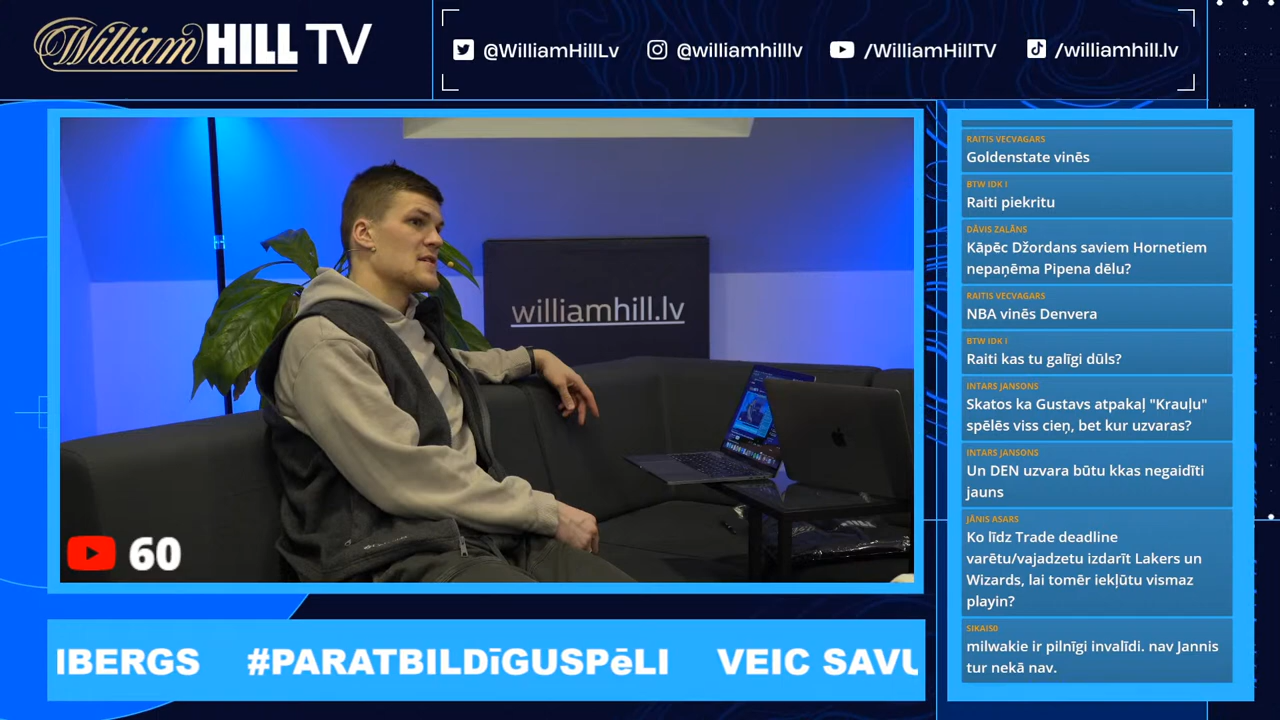 William HILL TV
@WilliamHillLv
@williamhilllv
/WilliamHillTV
/williamhill.lv
williamhill.lv
60
IBERGS #PARATBILDīGUSPēLI VEIC SAVU
RAITIS VECVAGARS
Goldenstate vinēs
BTW IDK I
Raiti piekritu
DĀVIS ZALĀNS
Kāpēc Džordans saviem Hornetiem
nepaņēma Pipena dēlu?
RAITIS VECVAGARS
NBA vinēs Denvera
BTW IDK I
Raiti kas tu galīgi dūls?
INTARS JANSONS
Skatos ka Gustavs atpakaļ "Krauļu"
spēlēs viss cieņ, bet kur uzvaras?
INTARS JANSONS
Un DEN uzvara būtu kkas negaidīti
jauns
JĀNIS ASARS
Ko līdz Trade deadline
varētu/vajadzetu izdarīt Lakers un
Wizards, lai tomēr iekļūtu vismaz
playin?
SIKAIS0
milwakie ir pilnīgi invalīdi. nav Jannis
tur nekā nav.